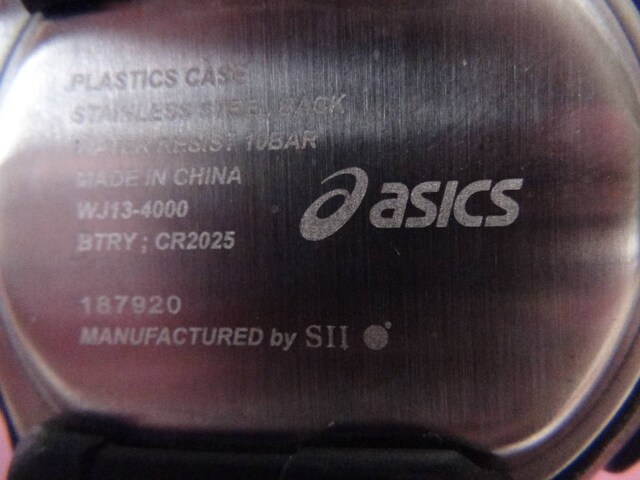 PLASTICS CASE
STAINLESS STEEL BACK
WATER RESIST 10BAR
MADE IN CHINA
WJ13-4000
BTRY ; CR2025
asics
187920
MANUFACTURED by SII